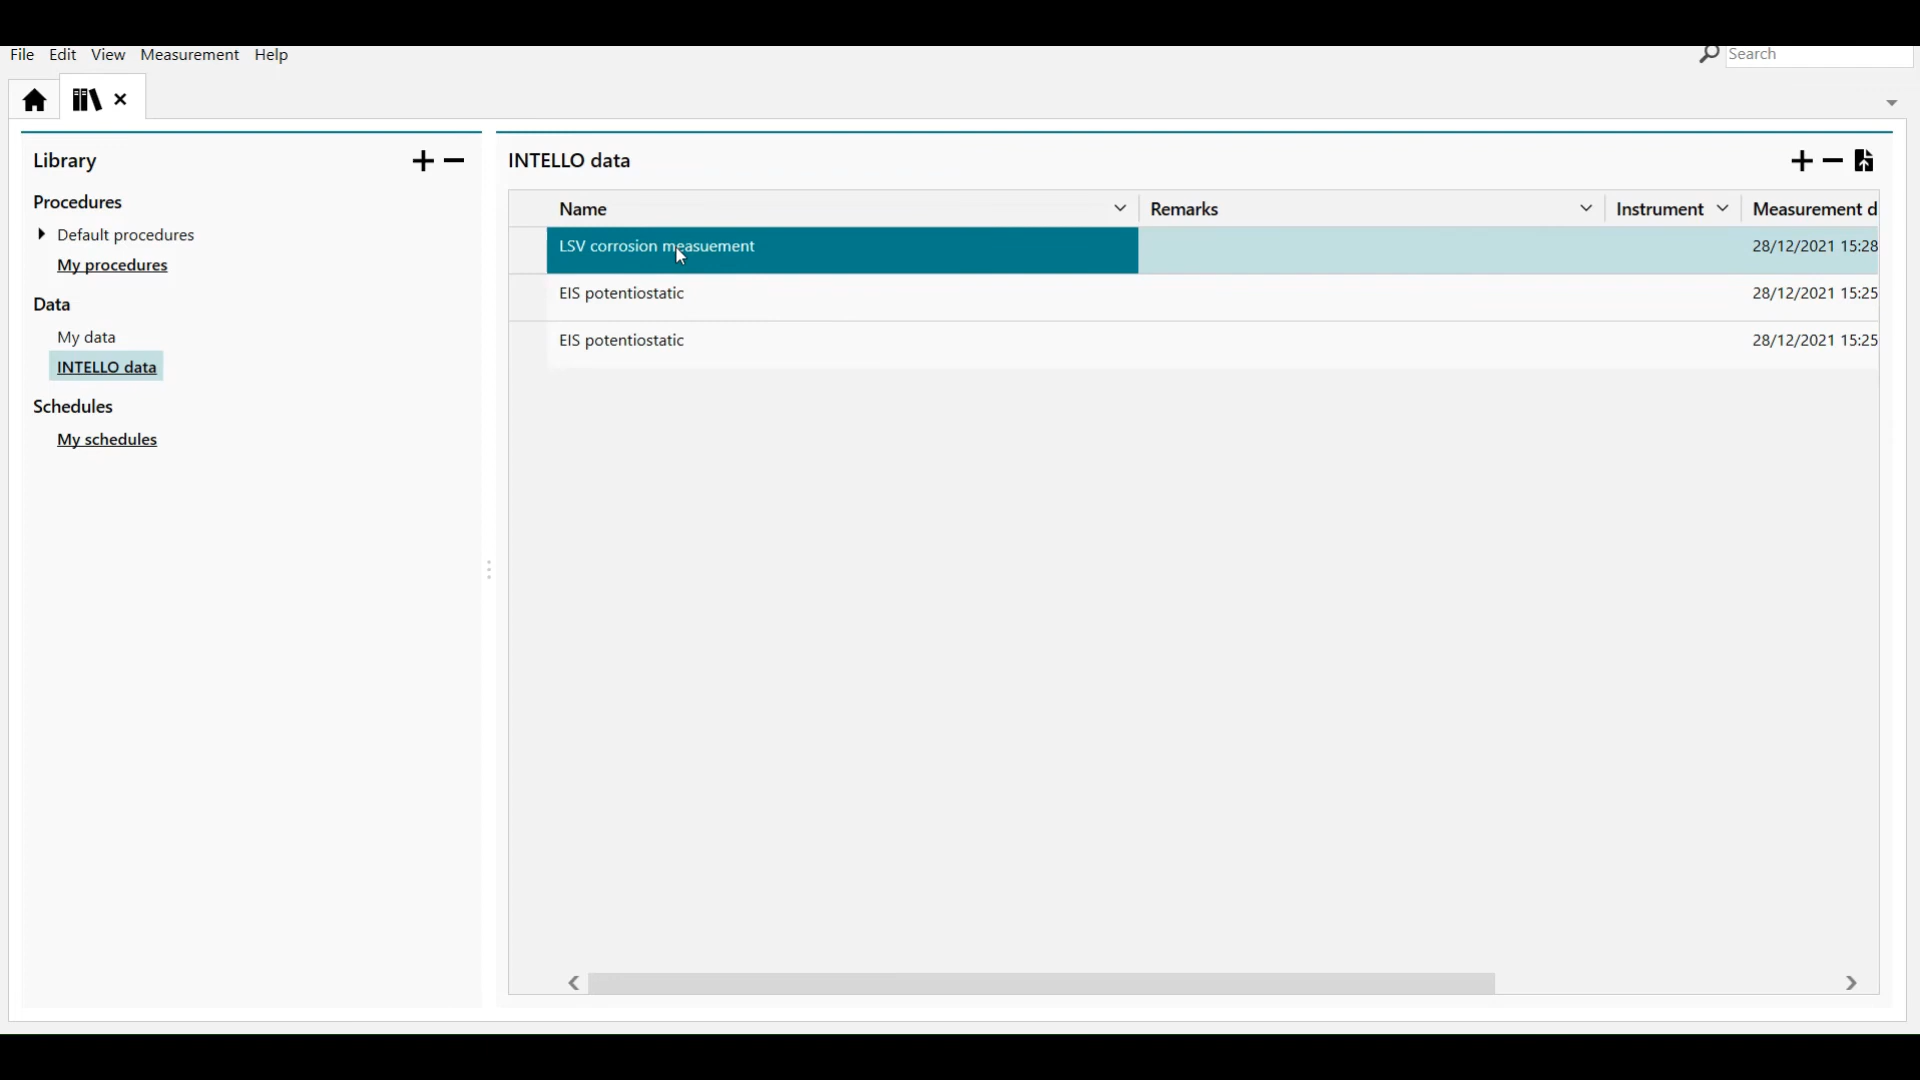 File Edit View Measurement Help
Search
Library
INTELLO data
Procedures
Default procedures
My procedures
Data
My data
INTELLO data
Schedules
My schedules
Name Remarks Instrument Measurement d
LSV corrosion measuement 28/12/2021 15:28
EIS potentiostatic 28/12/2021 15:25
EIS potentiostatic 28/12/2021 15:25